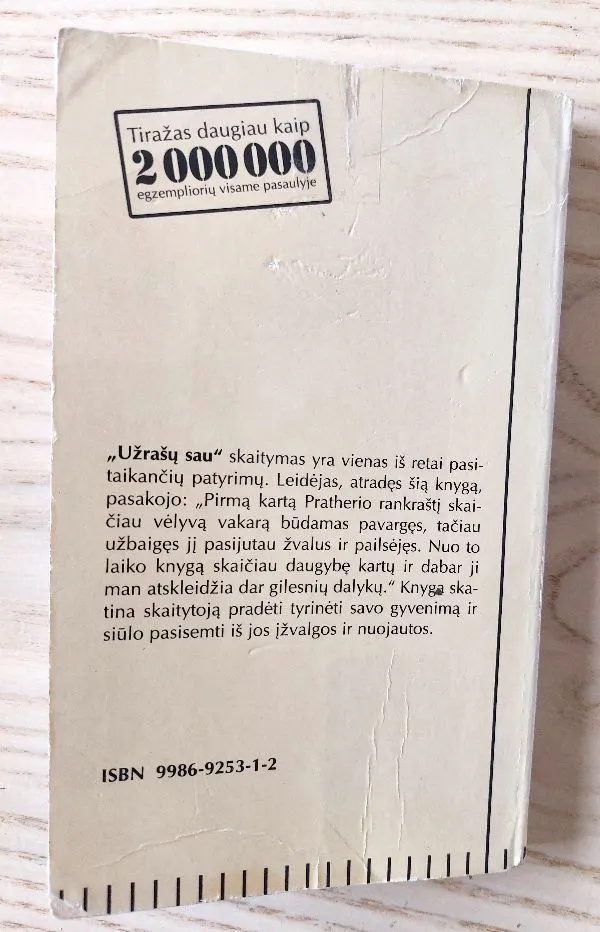 Tiražas daugiau kaip
2 000 000
egzempliorių visame pasaulyje
„Užrašų sau“ skaitymas yra vienas iš retai pasi-
taikančių patyrimų. Leidėjas, atradęs šią knygą,
pasakojo: „Pirmą kartą Pratherio rankraštį skai-
čiau vėlyvą vakarą būdamas pavargęs, tačiau
užbaigęs jį pasijutau žvalus ir pailsėjęs. Nuo to
laiko knygą skaičiau daugybę kartų ir dabar ji
man atskleidžia dar gilesnių dalykų.“ Knyga ska-
tina skaitytoją pradėti tyrinėti savo gyvenimą ir
siūlo pasisemti iš jos įžvalgos ir nuojautos.
ISBN 9986-9253-1-2